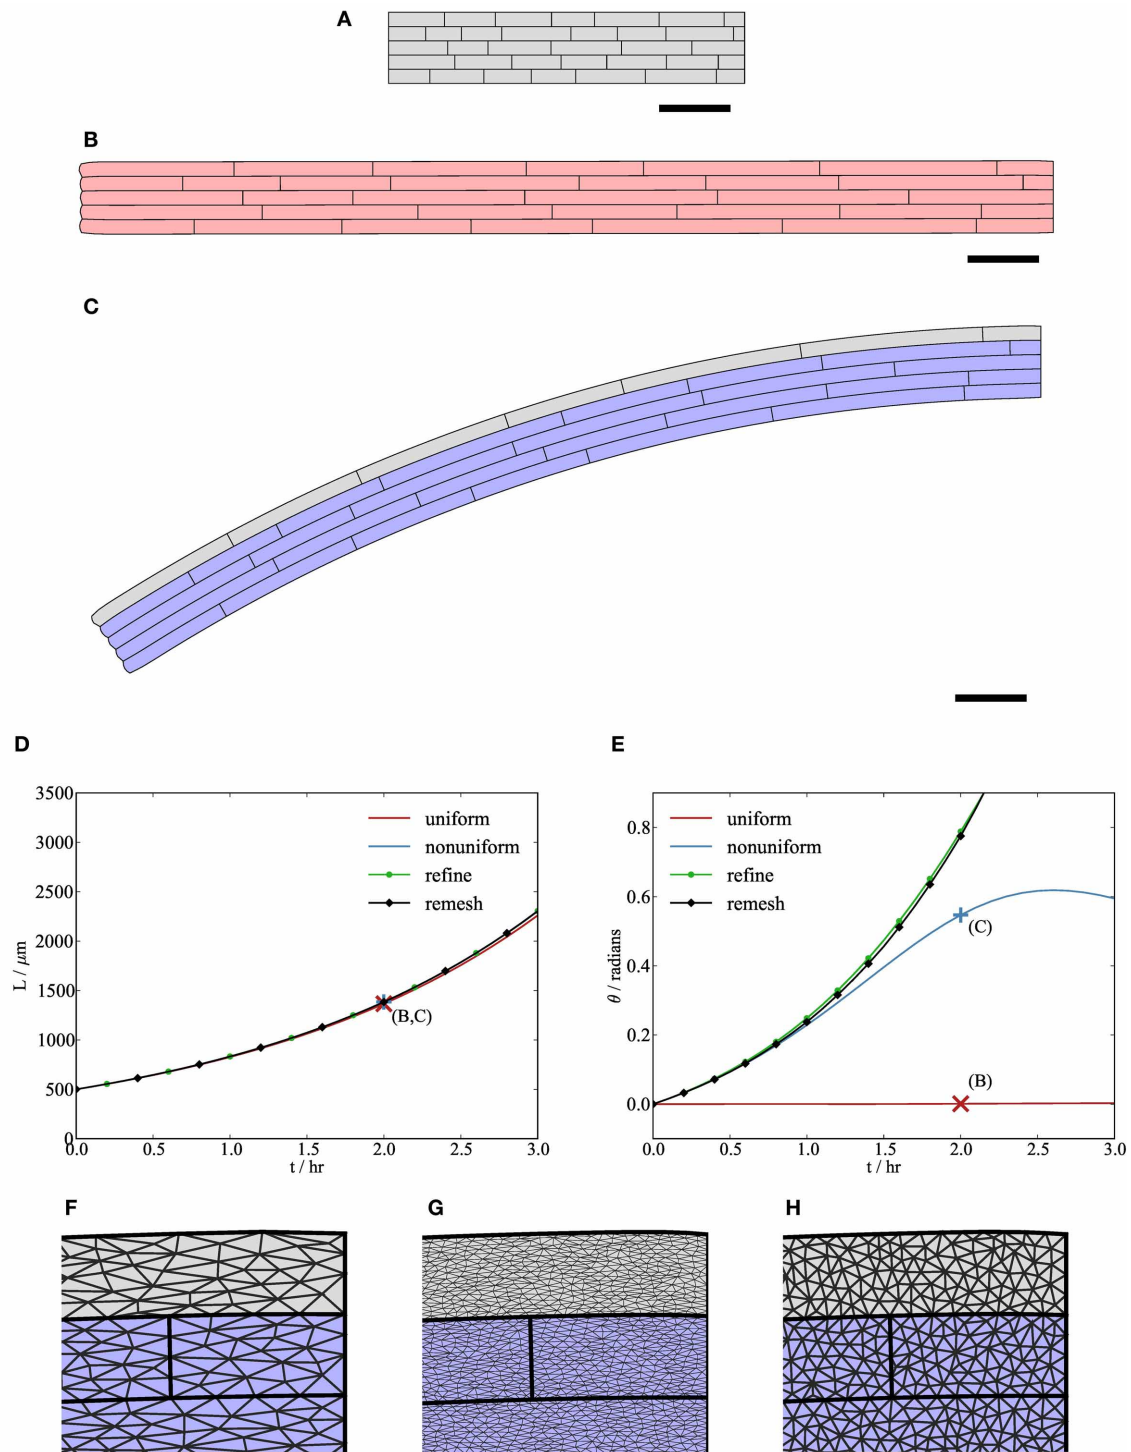 A
B
C
D
E
3500
3000
2500
2000
1500
1000
500
0
L / μm
uniform
nonuniform
refine
remesh
(B,C)
0.0
0.5
1.0
1.5
2.0
2.5
3.0
t / hr
0.8
0.6
0.4
0.2
0.0
θ / radians
uniform
nonuniform
refine
remesh
(C)
(B)
0.0
0.5
1.0
1.5
2.0
2.5
3.0
t / hr
F
G
H